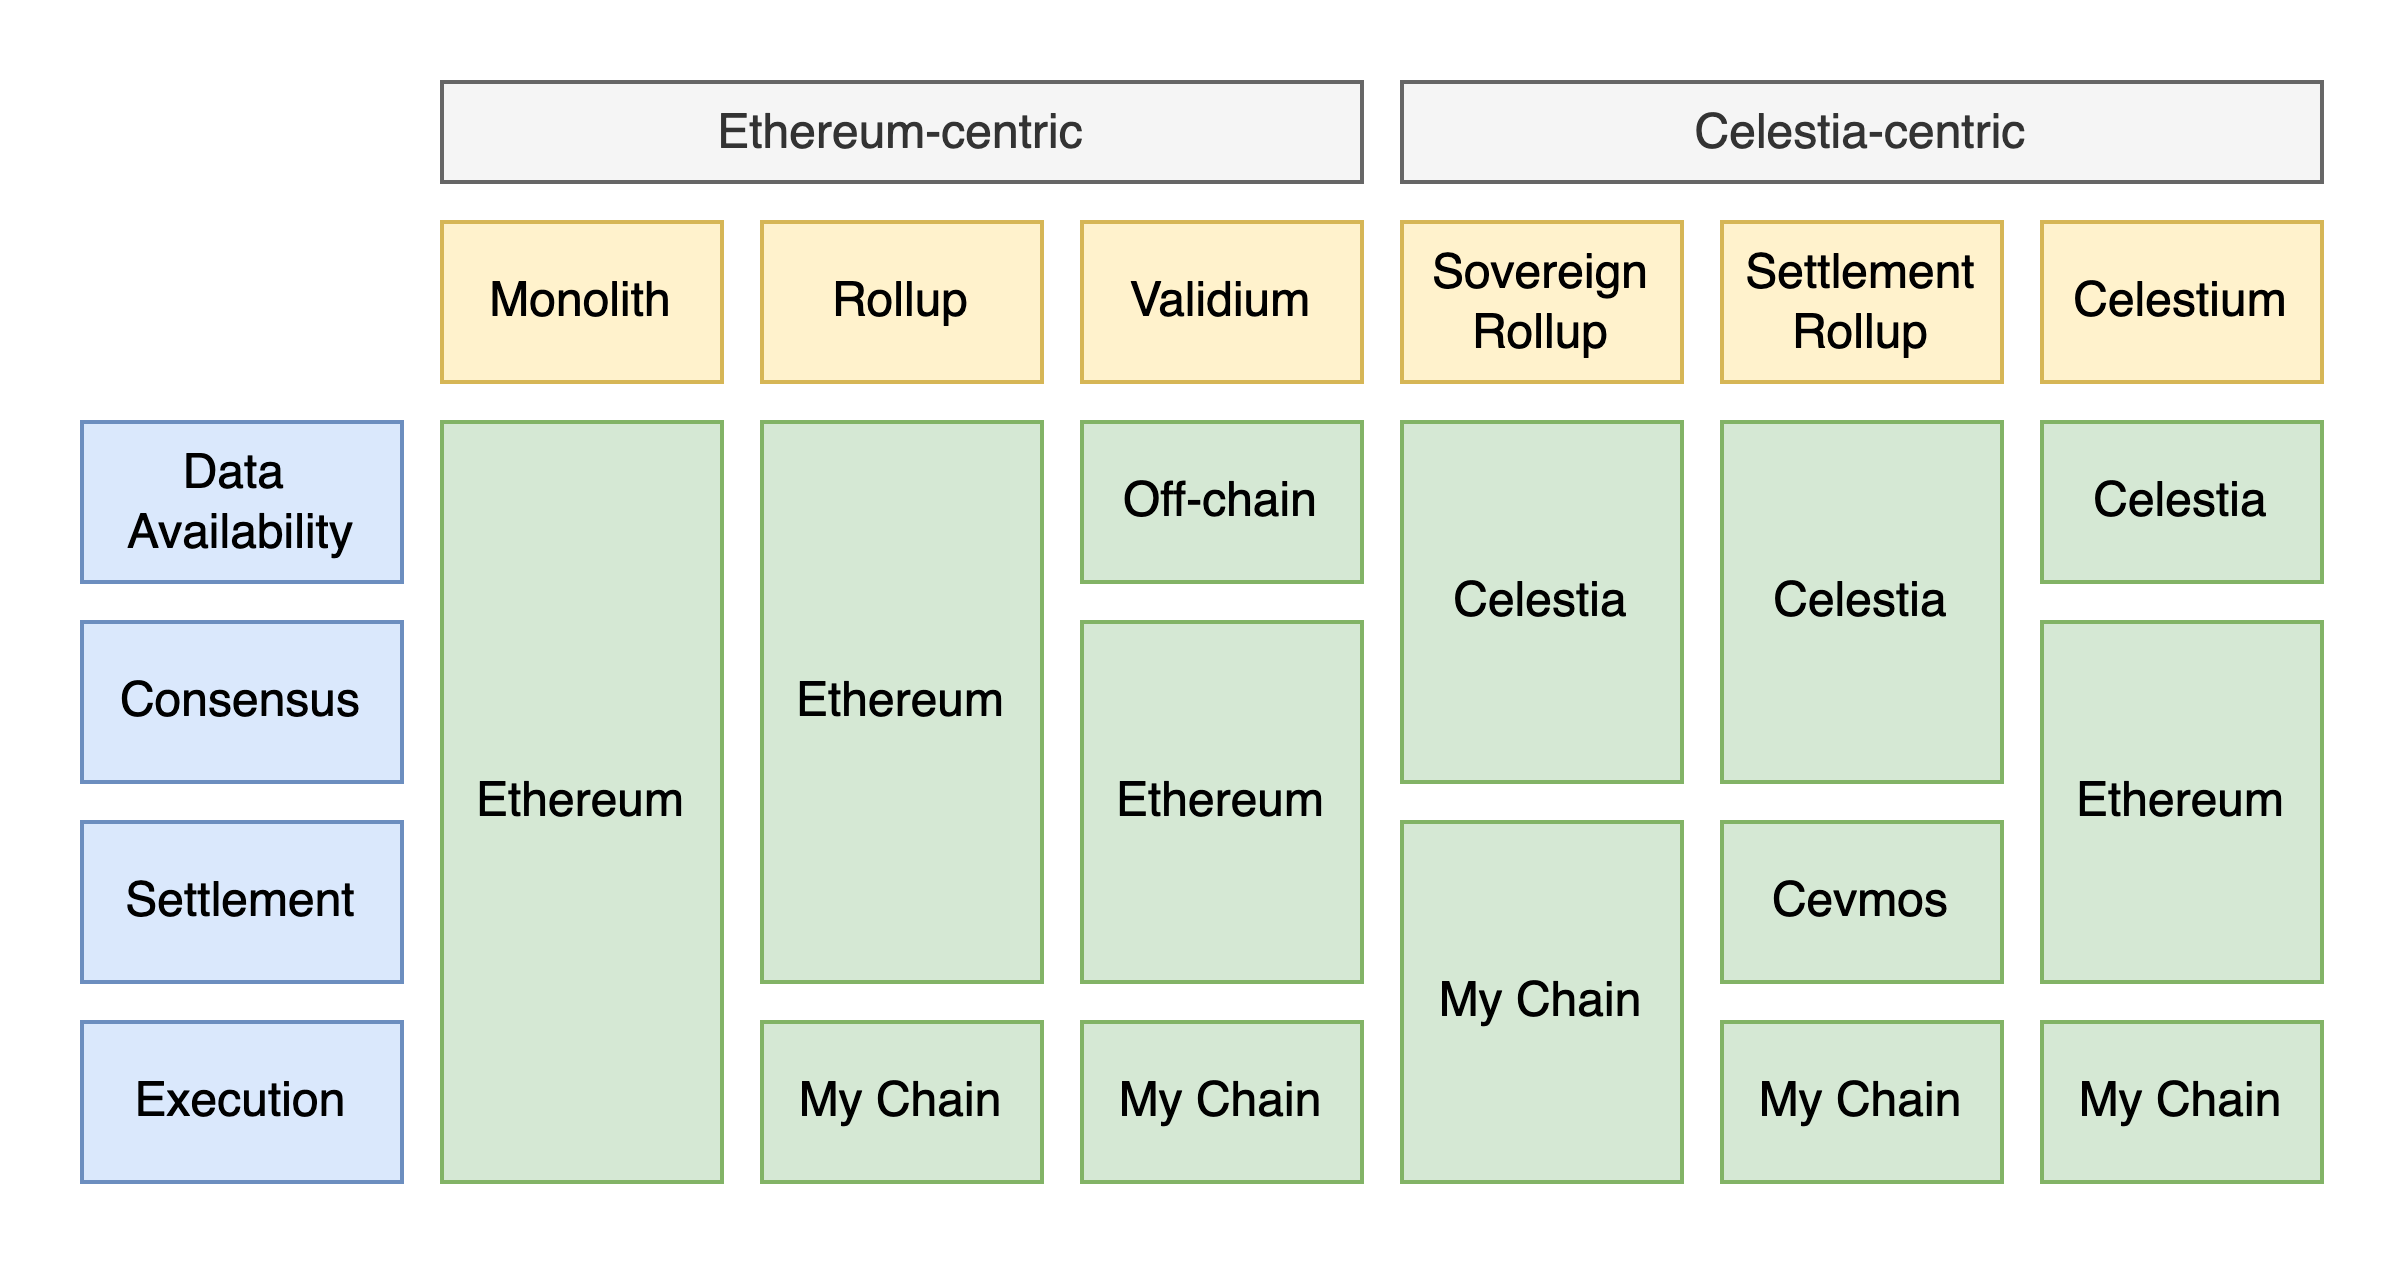 Ethereum-centric
Celestia-centric
Monolith
Rollup
Validium
Sovereign
Rollup
Settlement
Rollup
Celestium
Data
Availability
Consensus
Settlement
Execution
Ethereum
Ethereum
My Chain
Off-chain
Ethereum
My Chain
Celestia
My Chain
Celestia
Cevmos
My Chain
Celestia
Ethereum
My Chain